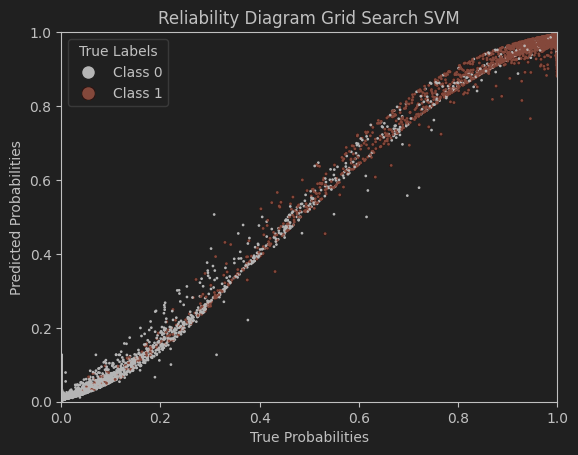 Reliability Diagram Grid Search SVM
True Labels
Class 0
Class 1
Predicted Probabilities
1.0
0.8
0.6
0.4
0.2
0.0
0.0 0.2 0.4 0.6 0.8 1.0
True Probabilities